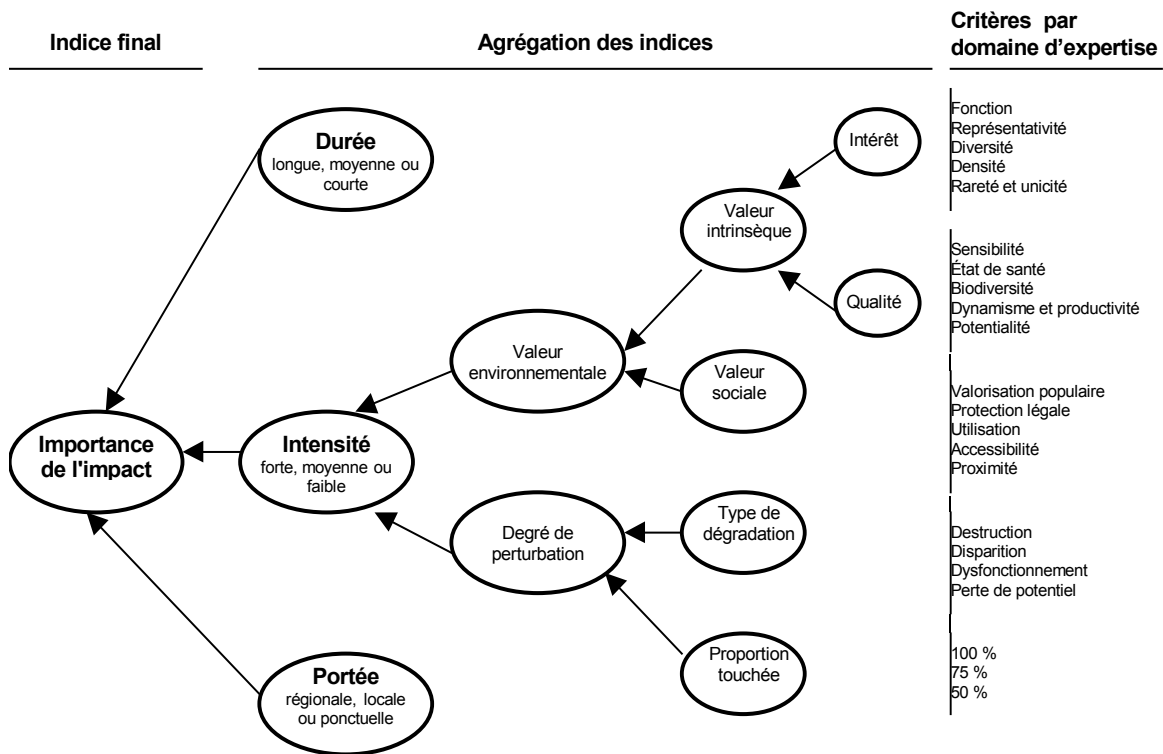 Indice final
Agrégation des indices
Critères par
domaine d'expertise
Durée
longue, moyenne ou
courte
Intérêt
Fonction
Représentativité
Diversité
Densité
Rareté et unicité
Valeur
intrinsèque
Qualité
Sensibilité
État de santé
Biodiversité
Dynamisme et productivité
Potentialité
Valeur
environnementale
Valeur
sociale
Valorisation populaire
Protection légale
Utilisation
Accessibilité
Proximité
Importance
de l'impact
Intensité
forte, moyenne ou
faible
Degré de
perturbation
Type de
dégradation
Destruction
Disparition
Dysfonctionnement
Perte de potentiel
Proportion
touchée
100 %
75 %
50 %
Portée
régionale, locale
ou ponctuelle